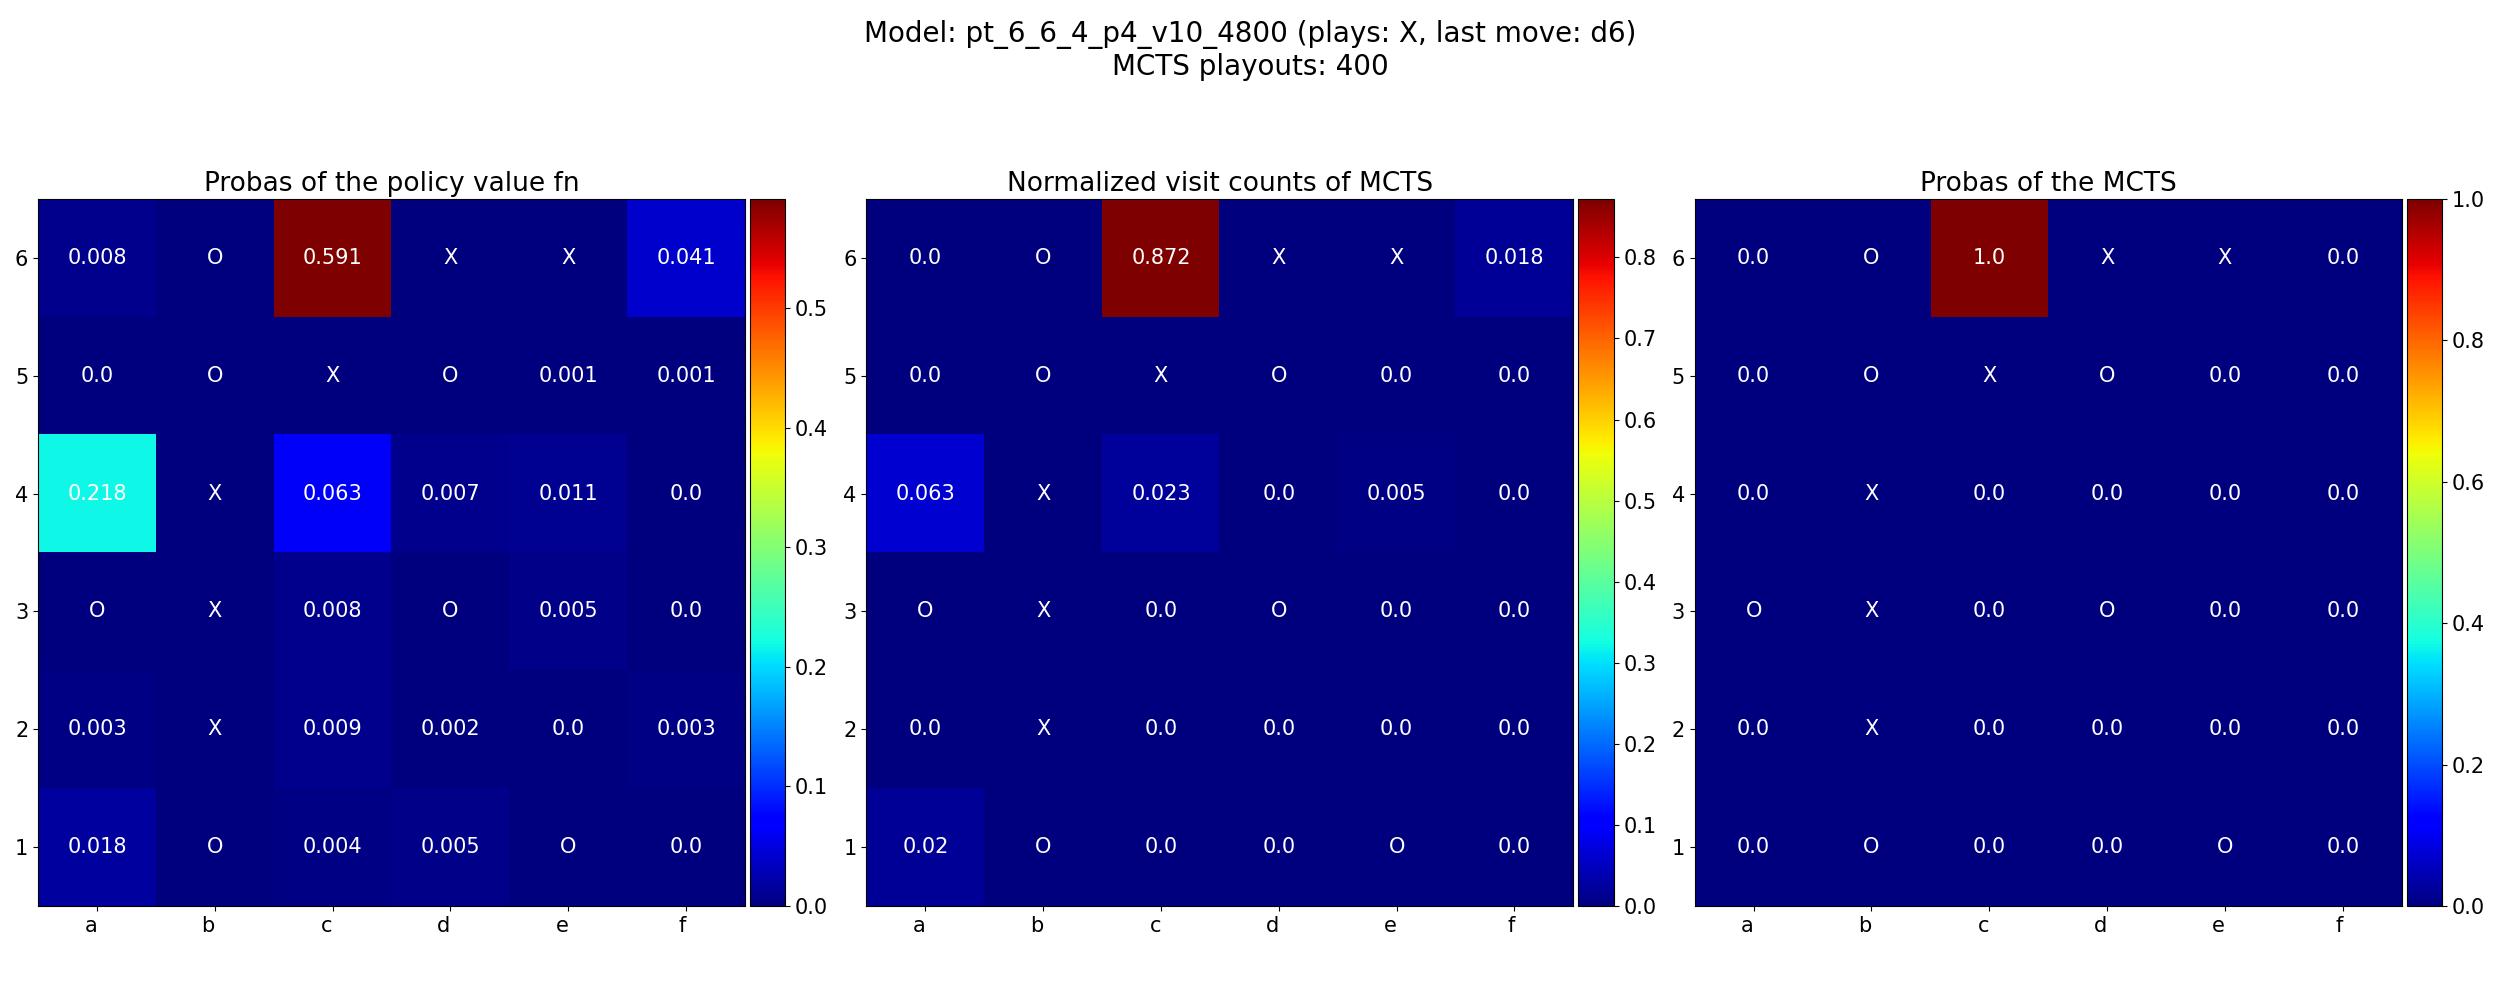 Model: pt_6_6_4_p4_v10_4800 (plays: X, last move: d6)
MCTS playouts: 400
Probas of the policy value fn
6 0.008 O 0.591 X X 0.041
5 0.0 O X O 0.001 0.001
4 0.218 X 0.063 0.007 0.011 0.0
3 O X 0.008 O 0.005 0.0
2 0.003 X 0.009 0.002 0.0 0.003
1 0.018 O 0.004 0.005 O 0.0
a b c d e f
0.5
0.4
0.3
0.2
0.1
0.0
Normalized visit counts of MCTS
6 0.0 O 0.872 X X 0.018
5 0.0 O X O 0.0 0.0
4 0.063 X 0.023 0.0 0.005 0.0
3 O X 0.0 O 0.0 0.0
2 0.0 X 0.0 0.0 0.0 0.0
1 0.02 O 0.0 0.0 O 0.0
a b c d e f
0.8
0.7
0.6
0.5
0.4
0.3
0.2
0.1
0.0
Probas of the MCTS
6 0.0 O 1.0 X X 0.0
5 0.0 O X O 0.0 0.0
4 0.0 X 0.0 0.0 0.0 0.0
3 O X 0.0 O 0.0 0.0
2 0.0 X 0.0 0.0 0.0 0.0
1 0.0 O 0.0 0.0 O 0.0
a b c d e f
1.0
0.8
0.6
0.4
0.2
0.0